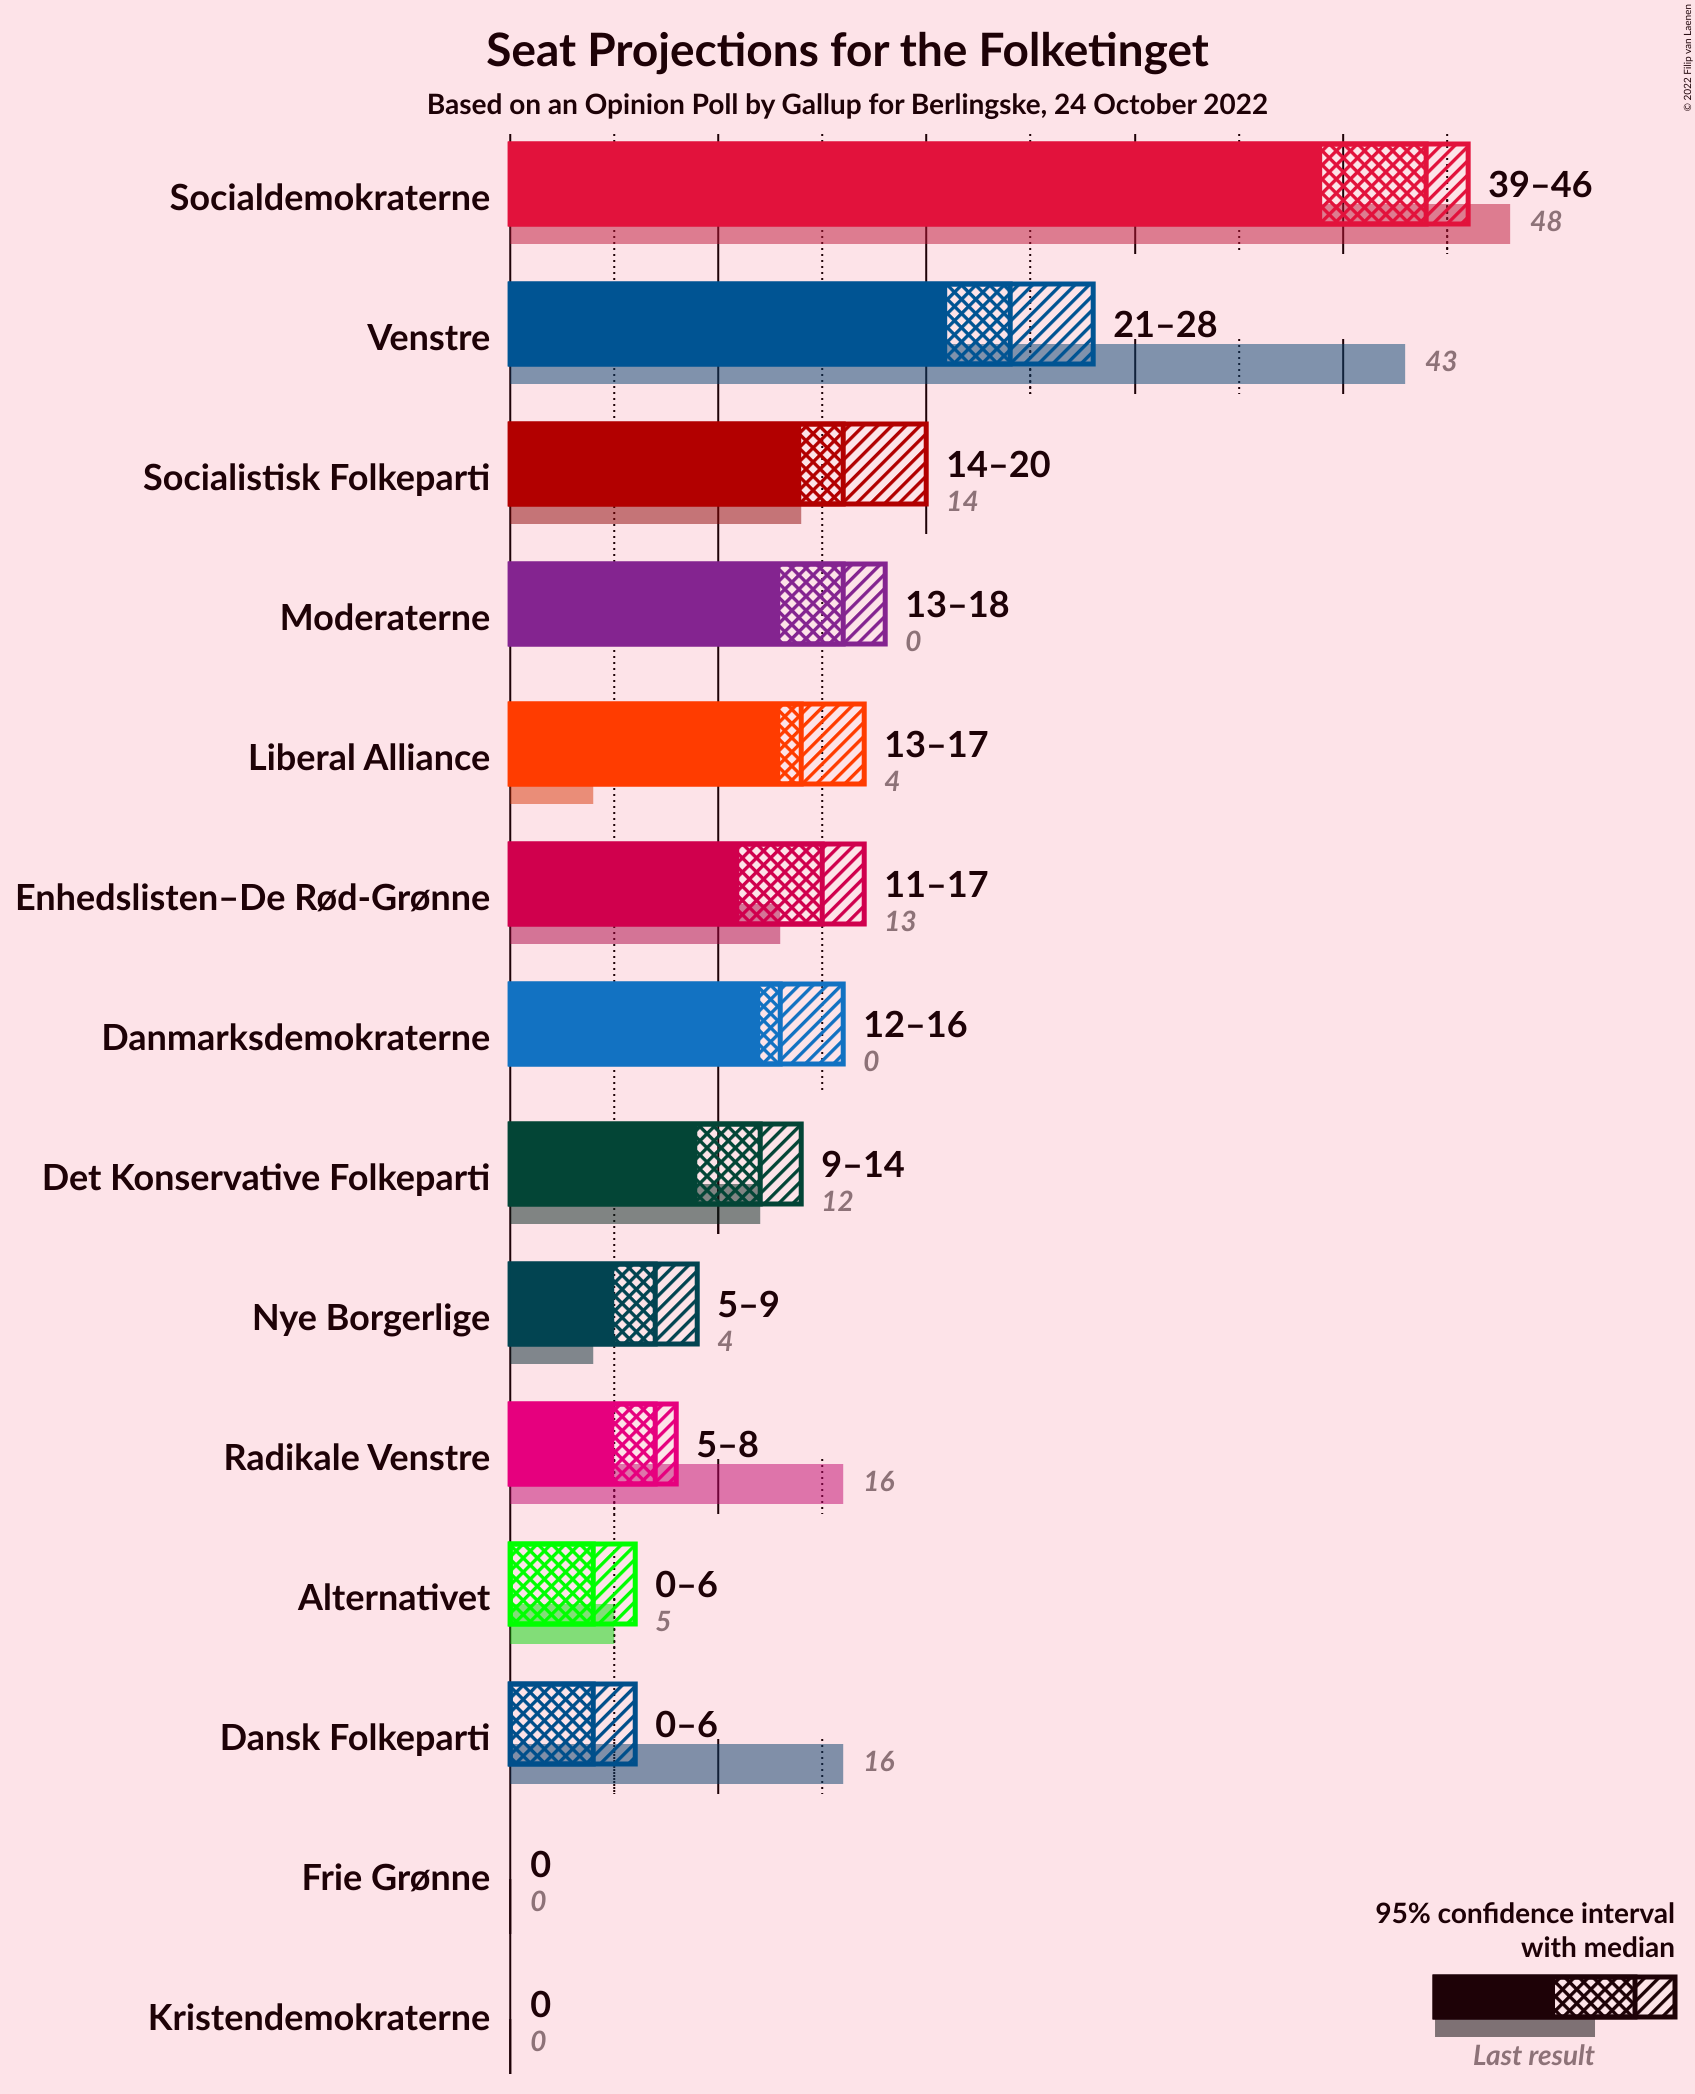 Seat Projections for the Folketinget
Based on an Opinion Poll by Gallup for Berlingske, 24 October 2022
© 2022 Filip van Laenen
Socialdemokraterne
39–46
48
Venstre
21–28
43
Socialistisk Folkeparti
14–20
14
Moderaterne
13–18
0
Liberal Alliance
13–17
4
Enhedslisten–De Rød-Grønne
11–17
13
Danmarksdemokraterne
12–16
0
Det Konservative Folkeparti
9–14
12
Nye Borgerlige
5–9
4
Radikale Venstre
5–8
16
Alternativet
0–6
5
Dansk Folkeparti
0–6
16
Frie Grønne
0
0
Kristendemokraterne
0
0
95% confidence interval
with median
Last result